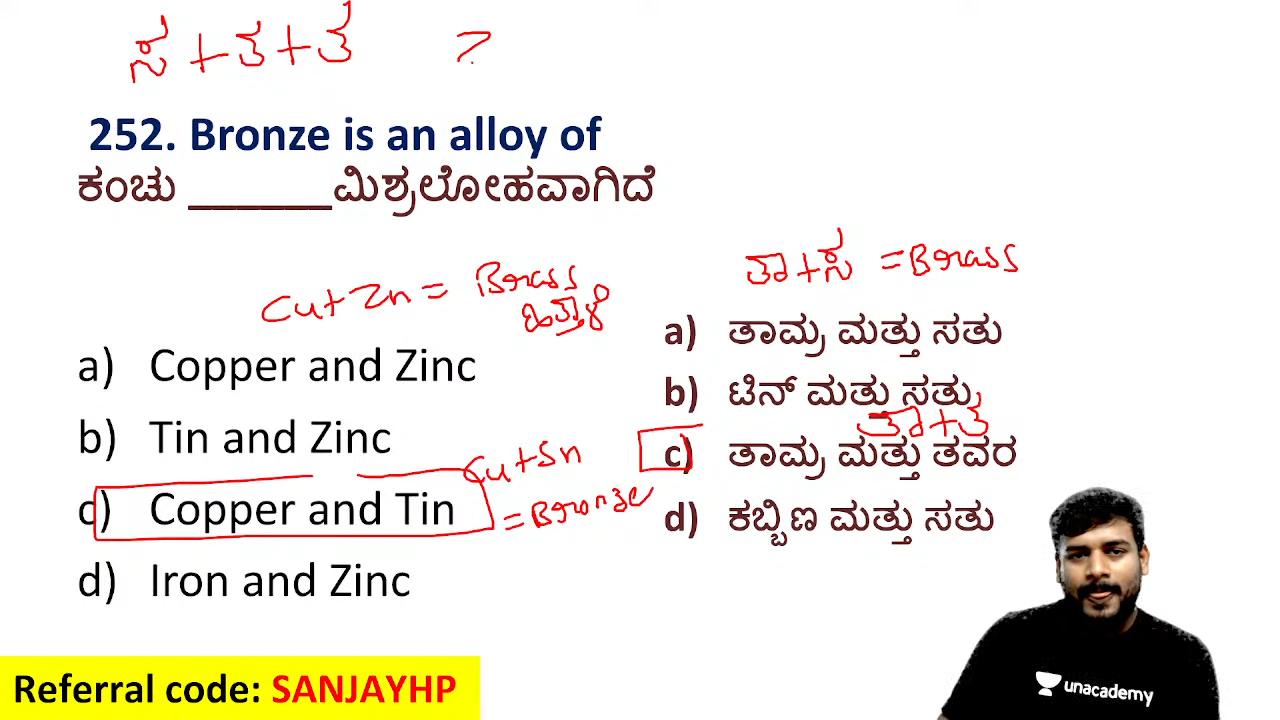 ಸ + ತ + ತ ?
252. Bronze is an alloy of
ಕಂಚು ______ಮಿಶ್ರಲೋಹವಾಗಿದೆ
Cu + Zn = Brass
ಹಿತ್ತಾಳೆ
a) Copper and Zinc
b) Tin and Zinc
Cu + Sn
= Bronze
c) Copper and Tin
d) Iron and Zinc
ತಾ + ಸ = Brass
a) ತಾಮ್ರ ಮತ್ತು ಸತು
b) ಟಿನ್ ಮತ್ತು ಸತ್ತು
ತಾ + ತ
c) ತಾಮ್ರ ಮತ್ತು ತವರ
d) ಕಬ್ಬಿಣ ಮತ್ತು ಸತು
unacademy
Referral code: SANJAYHP